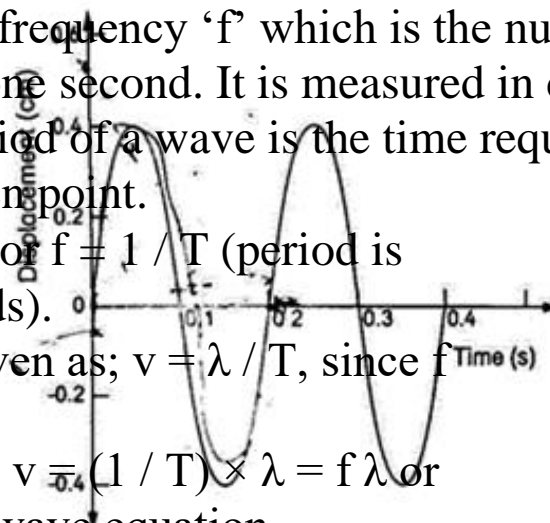 frequency ‘f’ which is the nu
ne second. It is measured in
Displacement (cm)
0.4
iod of a wave is the time requ
n point.
0.2
or f = 1 / T (period is
ds).
0
0.1
0.2
0.3
0.4
ven as; v = λ / T, since f
Time (s)
-0.2
v = (1 / T) × λ = f λ or
-0.4
wave equation